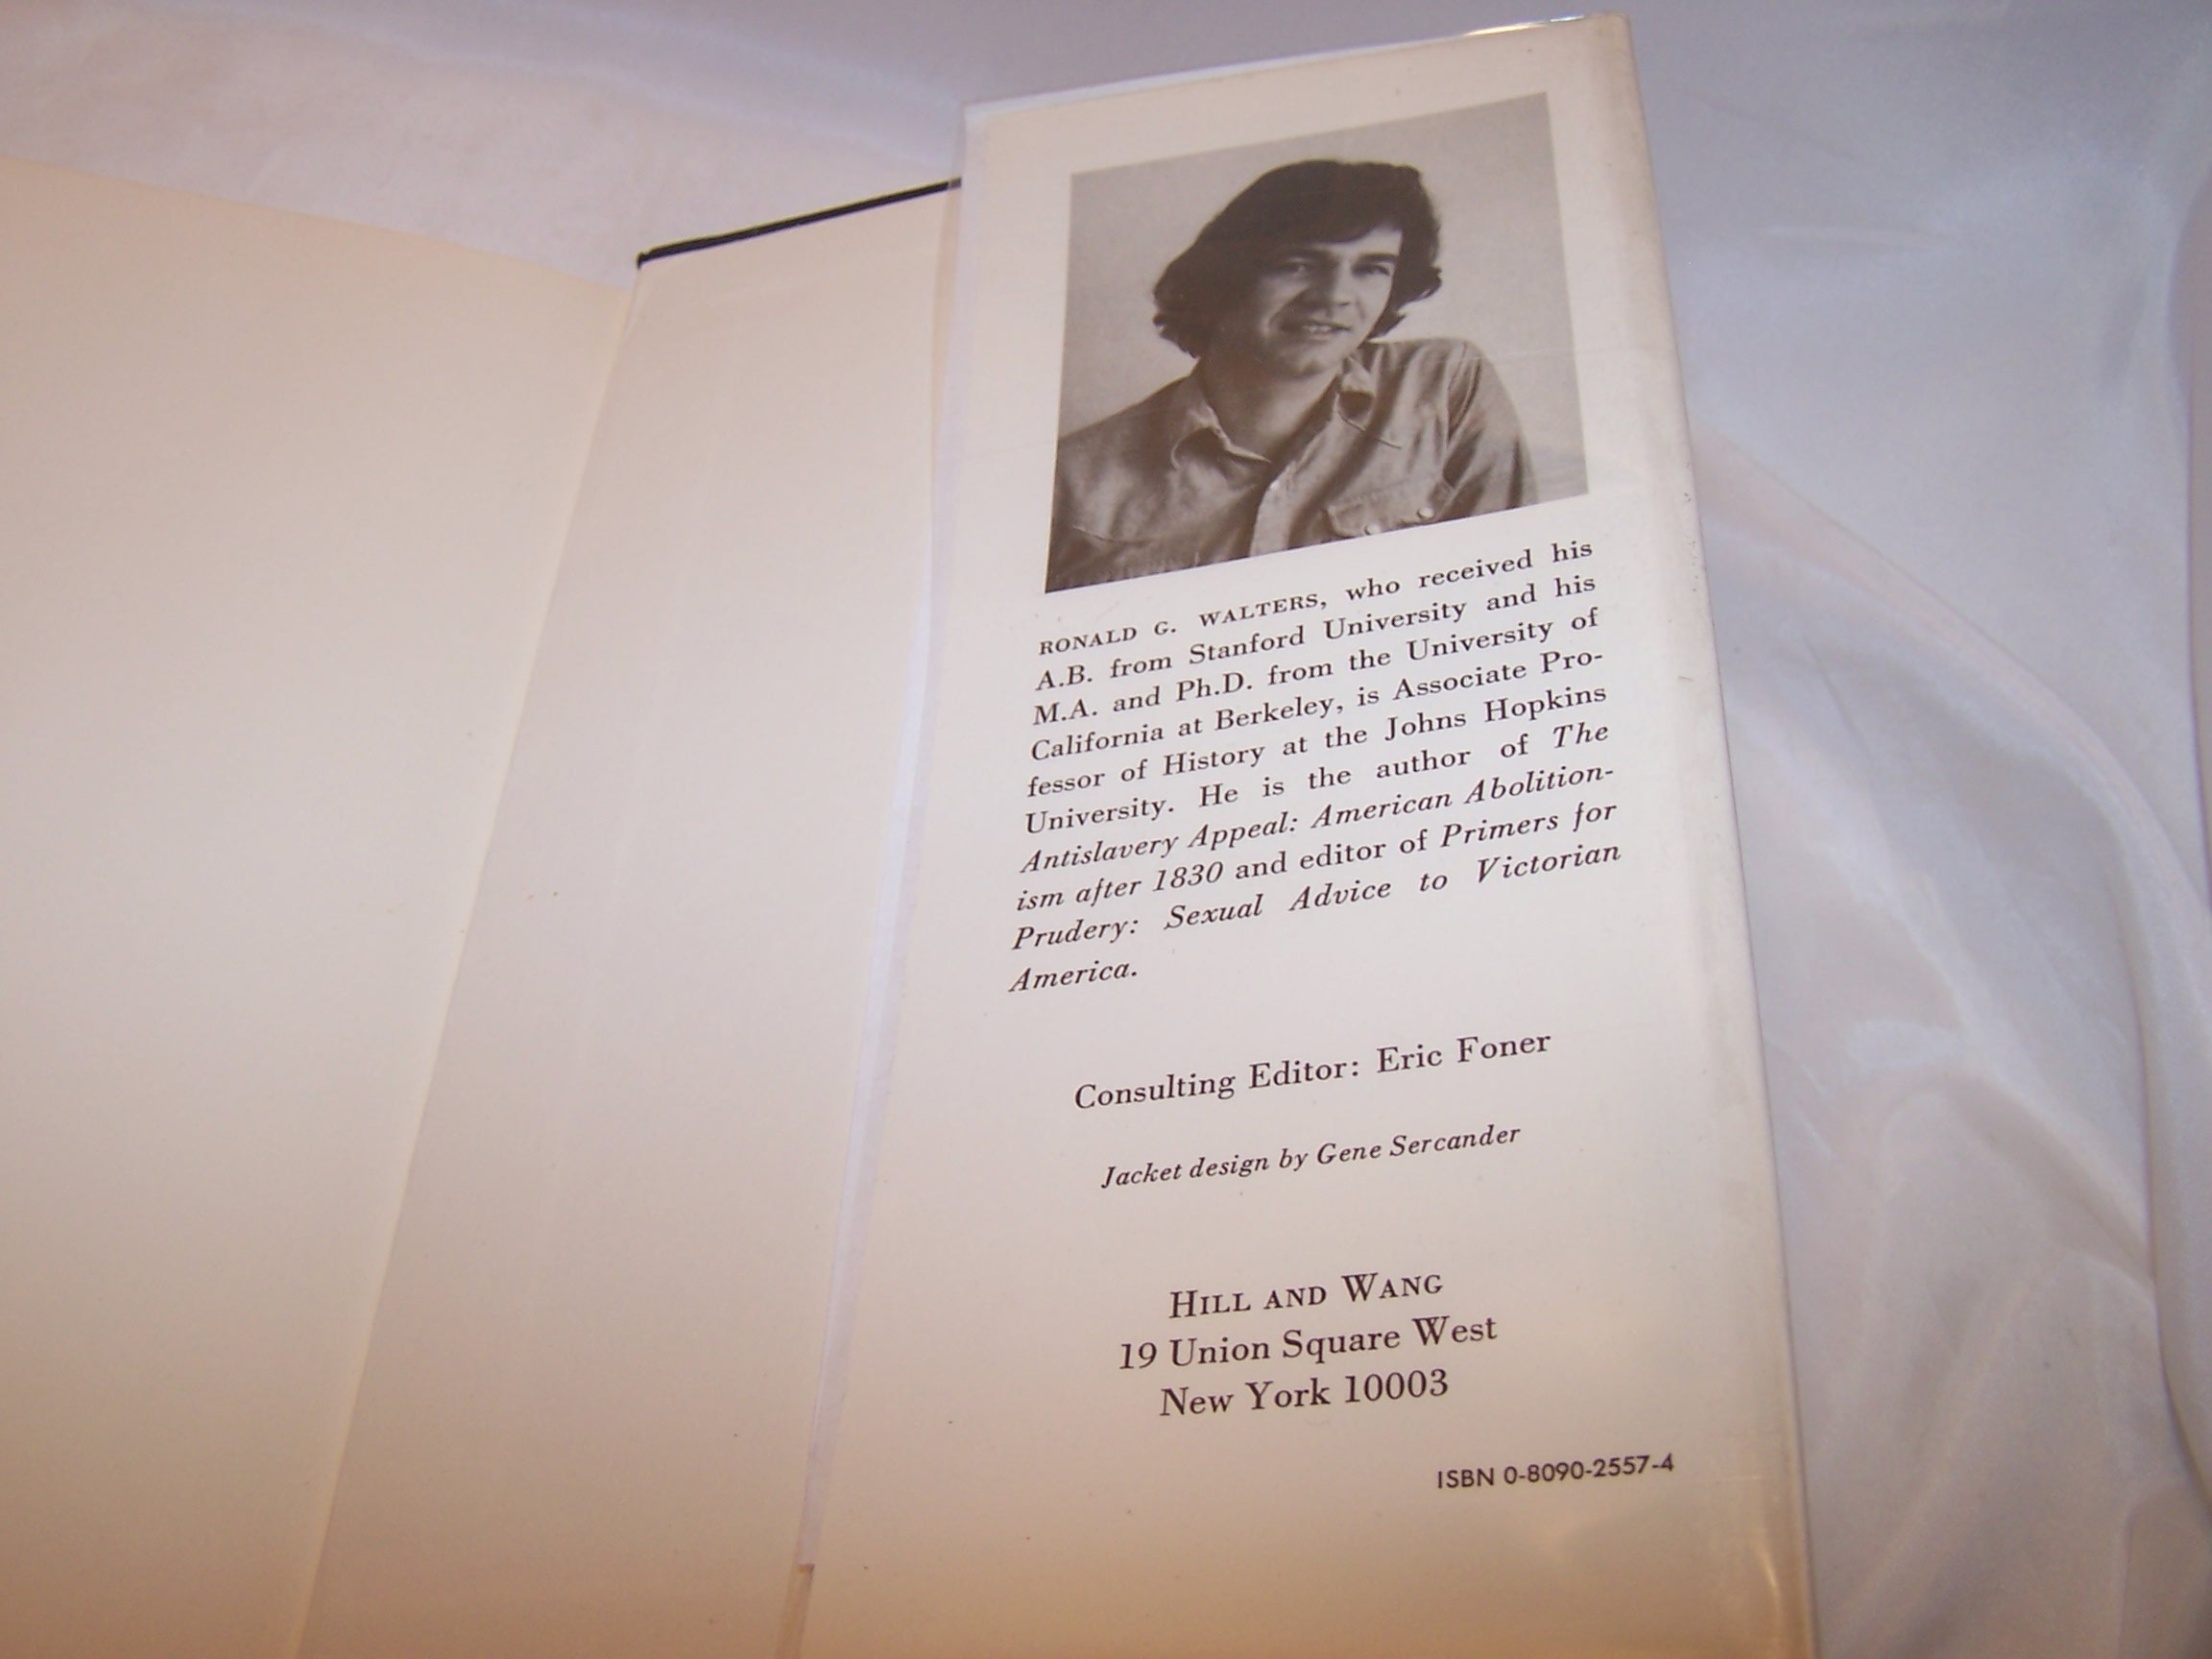 RONALD G. WALTERS, who received his
A.B. from Stanford University and his
M.A. and Ph.D. from the University of
California at Berkeley, is Associate Pro-
fessor of History at the Johns Hopkins
University. He is the author of The
Antislavery Appeal: American Abolition-
ism after 1830 and editor of Primers for
Prudery: Sexual Advice to Victorian
America.
Consulting Editor: Eric Foner
Jacket design by Gene Sercander
HILL AND WANG
19 Union Square West
New York 10003
ISBN 0-8090-2557-4